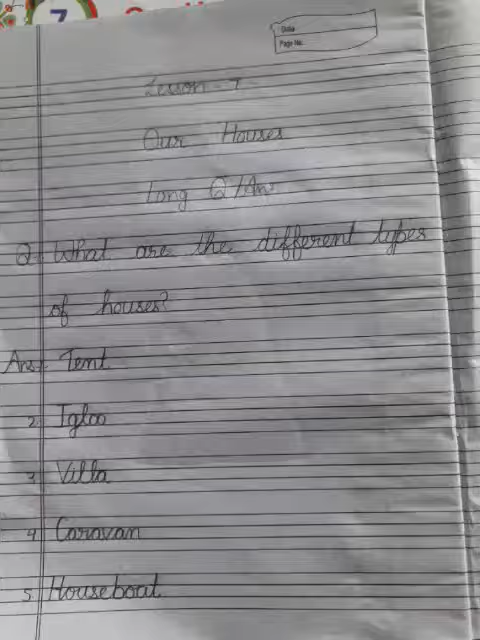 7
Date
Page No.
Lesson - 7
Our Houses
Long Q/Ans
Q. What are the different types
of houses?
Ans. Tent
2. Igloo
3. Villa
4. Caravan
5. Houseboat